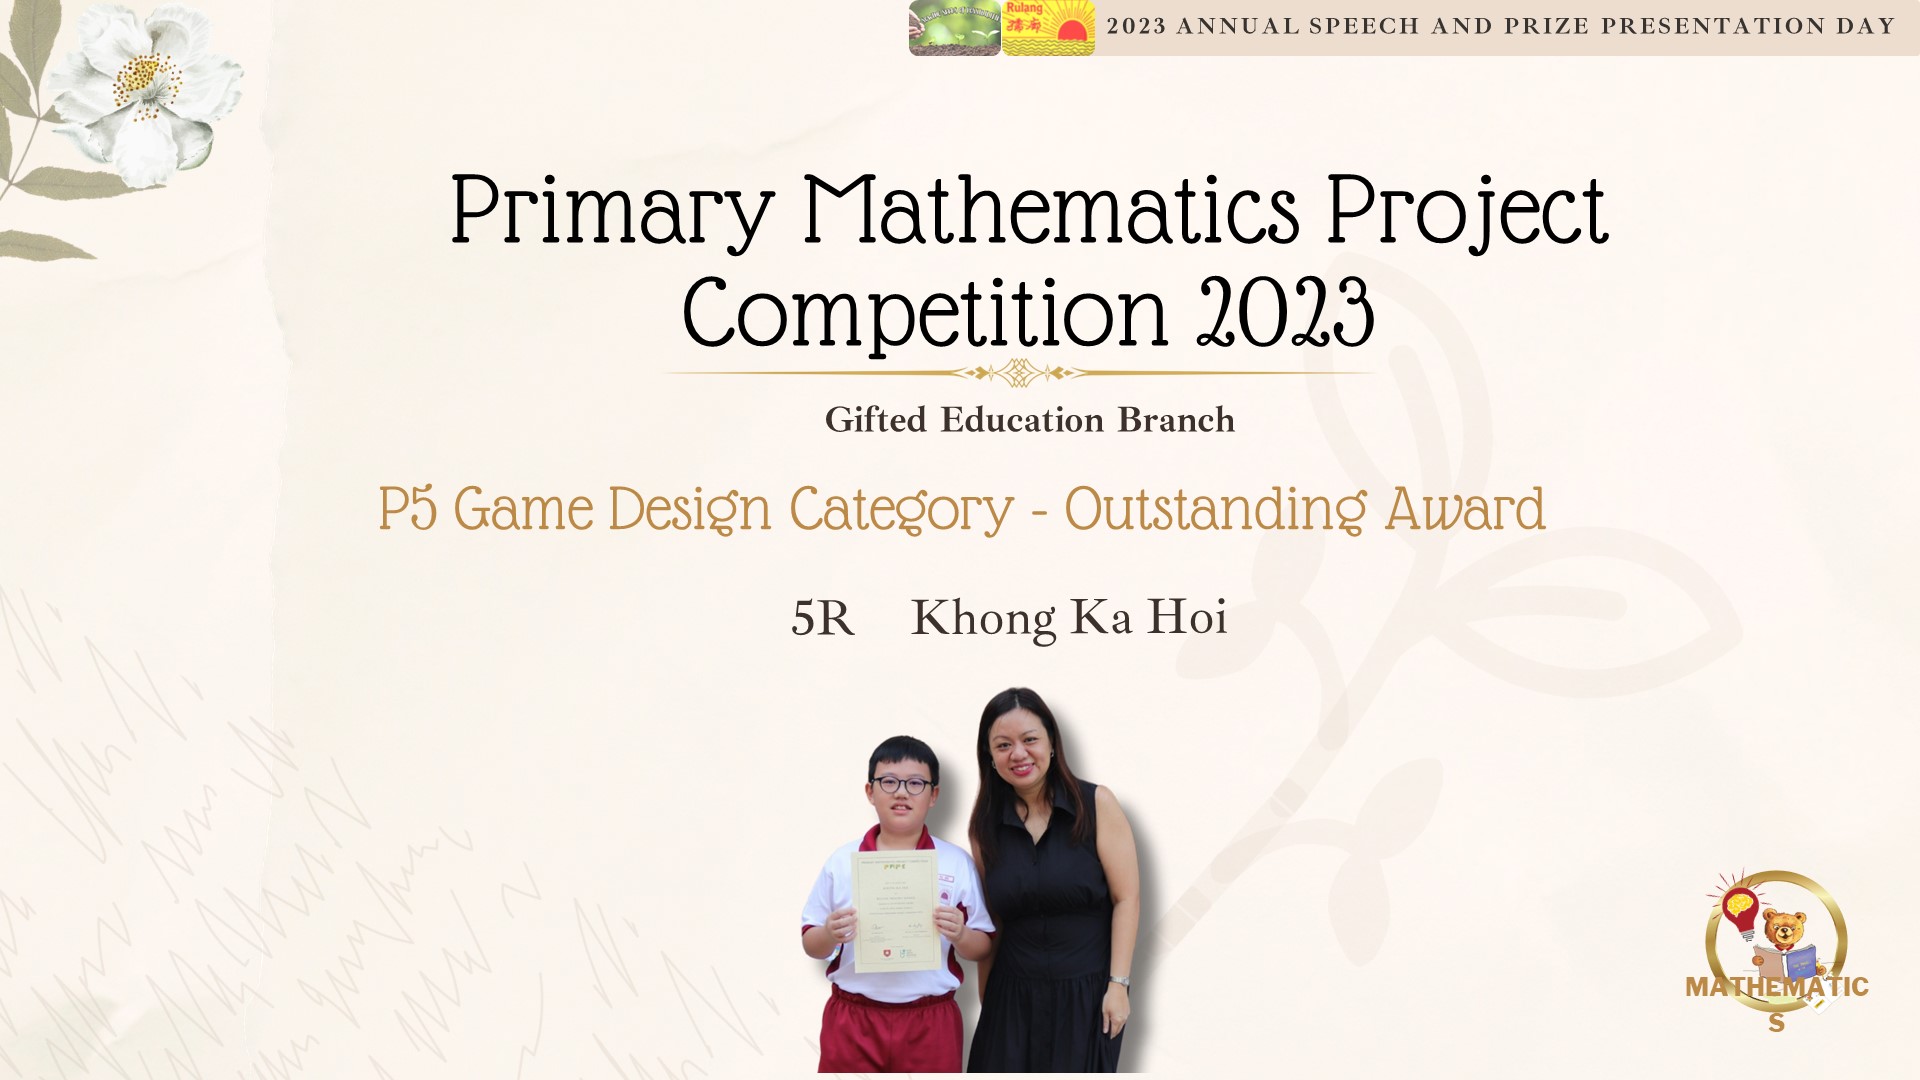 Rulang
2023 ANNUAL SPEECH AND PRIZE PRESENTATION DAY
Primary Mathematics Project
Competition 2023
Gifted Education Branch
P5 Game Design Category - Outstanding Award
5R Khong Ka Hoi
MATHEMATIC
S